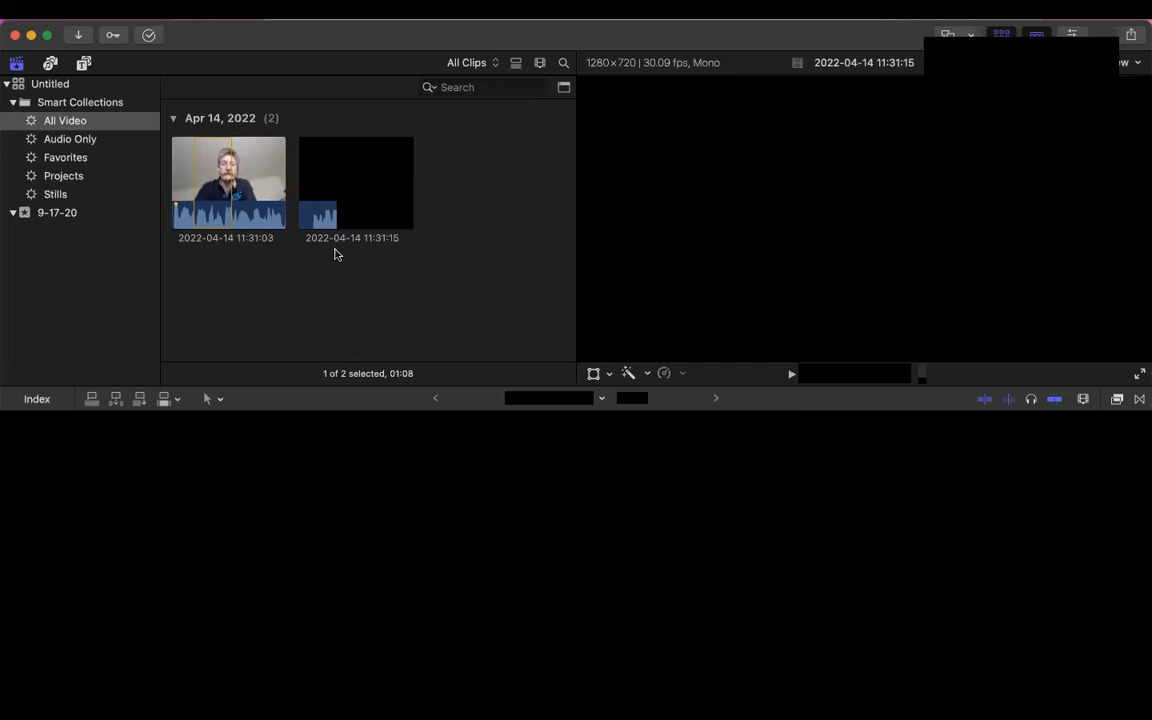 All Clips
1280×720 | 30.09 fps, Mono
2022-04-14 11:31:15
Untitled
Search
Smart Collections
Apr 14, 2022 (2)
All Video
Audio Only
Favorites
Projects
Stills
9-17-20
2022-04-14 11:31:03
2022-04-14 11:31:15
1 of 2 selected, 01:08
Index